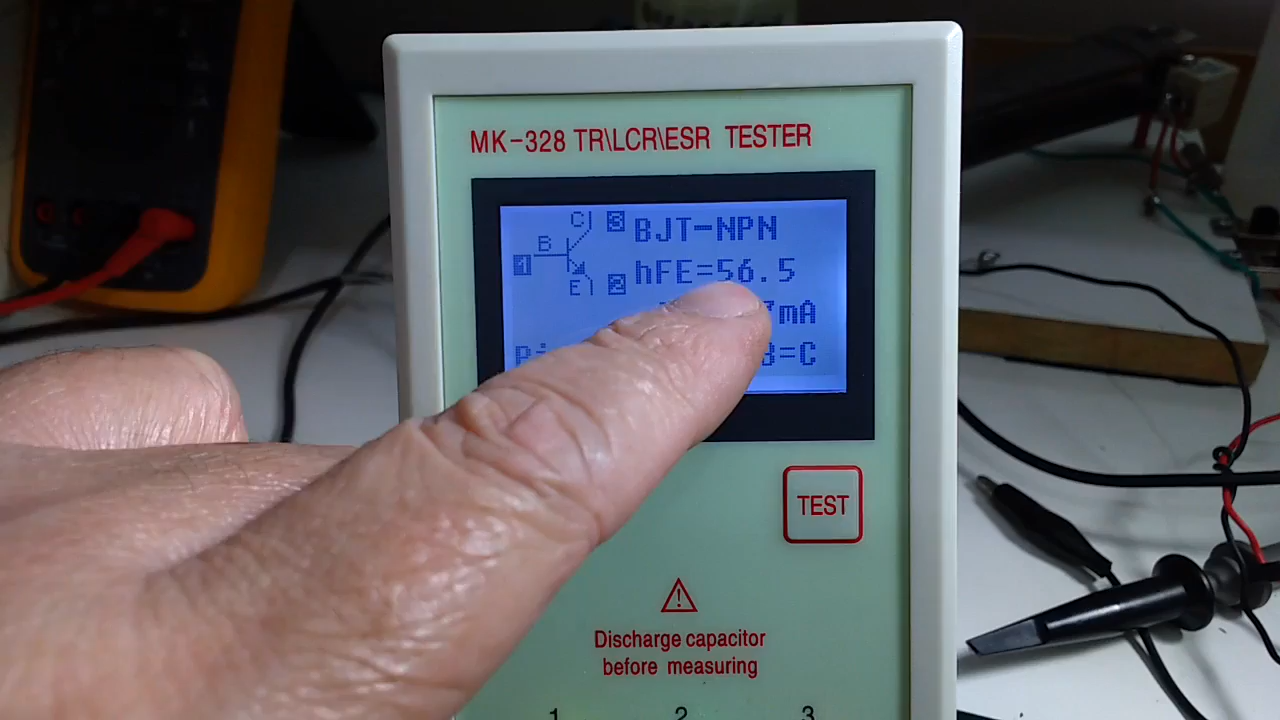 MK-328 TR\LCR\ESR TESTER
C 3 BJT-NPN
B
1 hFE=56.5
E 2
7mA
B=C
TEST
Discharge capacitor
before measuring
1 2 3